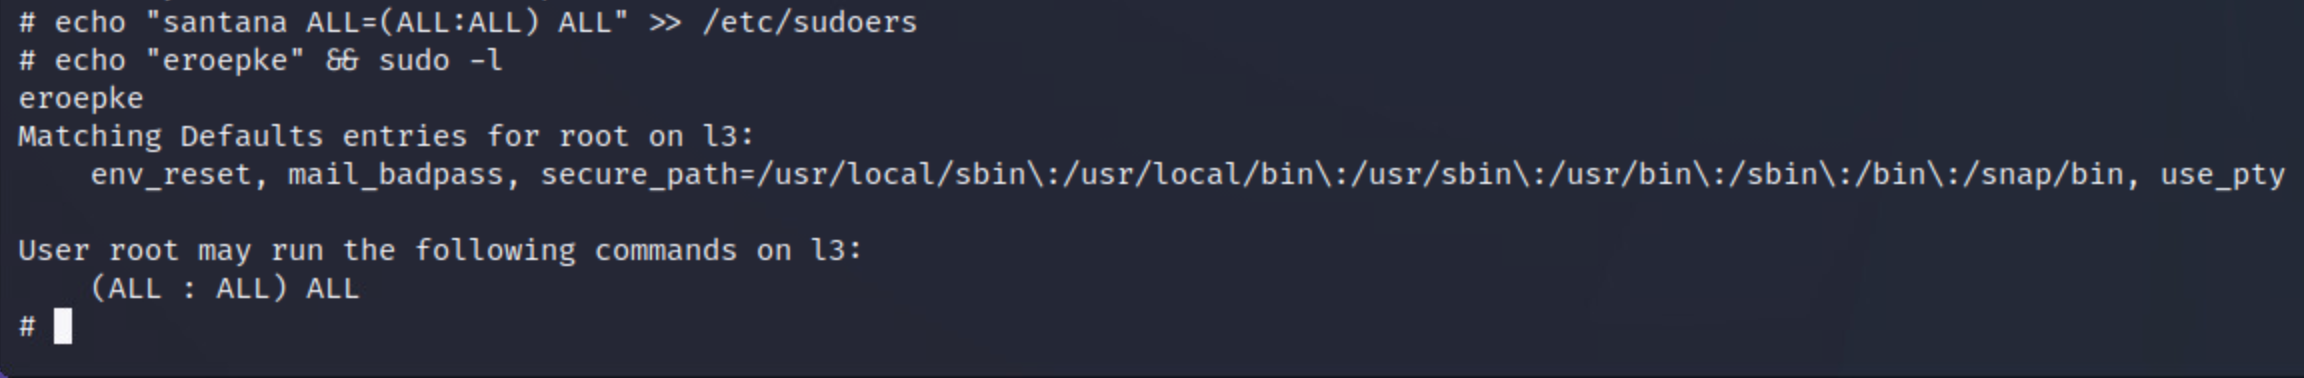 # echo "santana ALL=(ALL:ALL) ALL" >> /etc/sudoers
# echo "eroepke" && sudo -l
eroepke
Matching Defaults entries for root on l3:
    env_reset, mail_badpass, secure_path=/usr/local/sbin\:/usr/local/bin\:/usr/sbin\:/usr/bin\:/sbin\:/bin\:/snap/bin, use_pty

User root may run the following commands on l3:
    (ALL : ALL) ALL
#